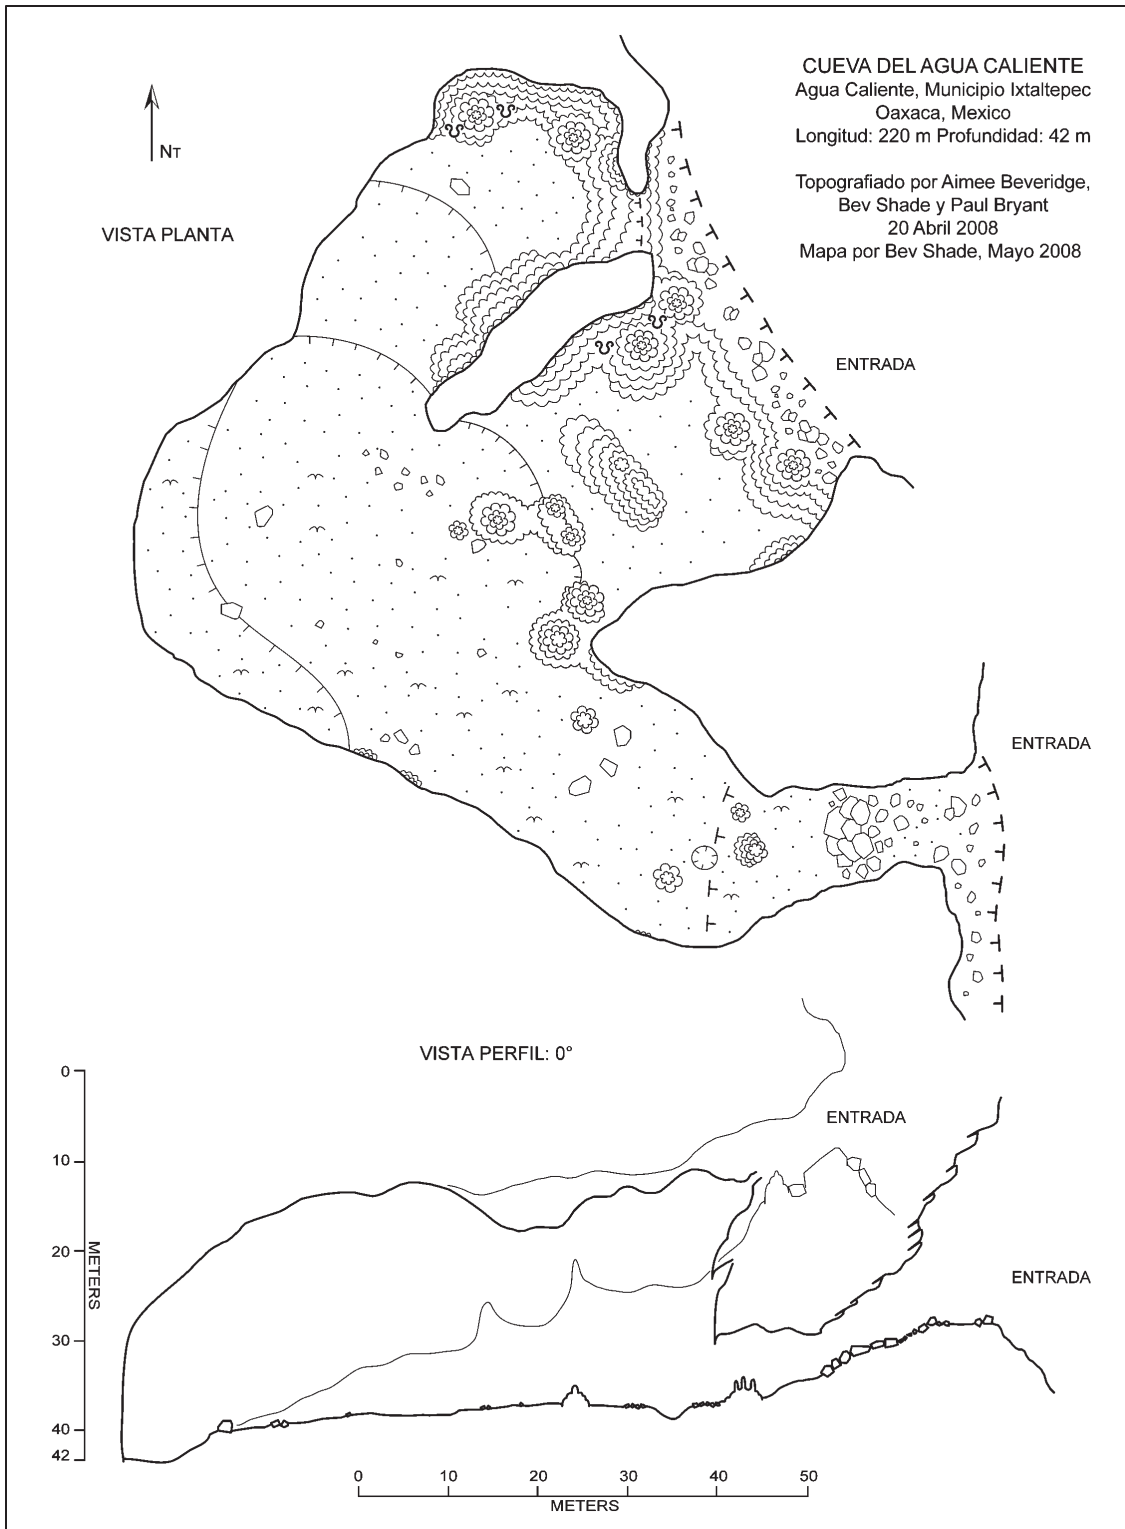 CUEVA DEL AGUA CALIENTE
Agua Caliente, Municipio Ixtaltepec
Oaxaca, Mexico
Longitud: 220 m Profundidad: 42 m
Topografiado por Aimee Beveridge,
Bev Shade y Paul Bryant
20 Abril 2008
Mapa por Bev Shade, Mayo 2008
NT
VISTA PLANTA
ENTRADA
ENTRADA
VISTA PERFIL: 0°
0
10
20
30
40
42
METERS
ENTRADA
ENTRADA
0 10 20 30 40 50
METERS